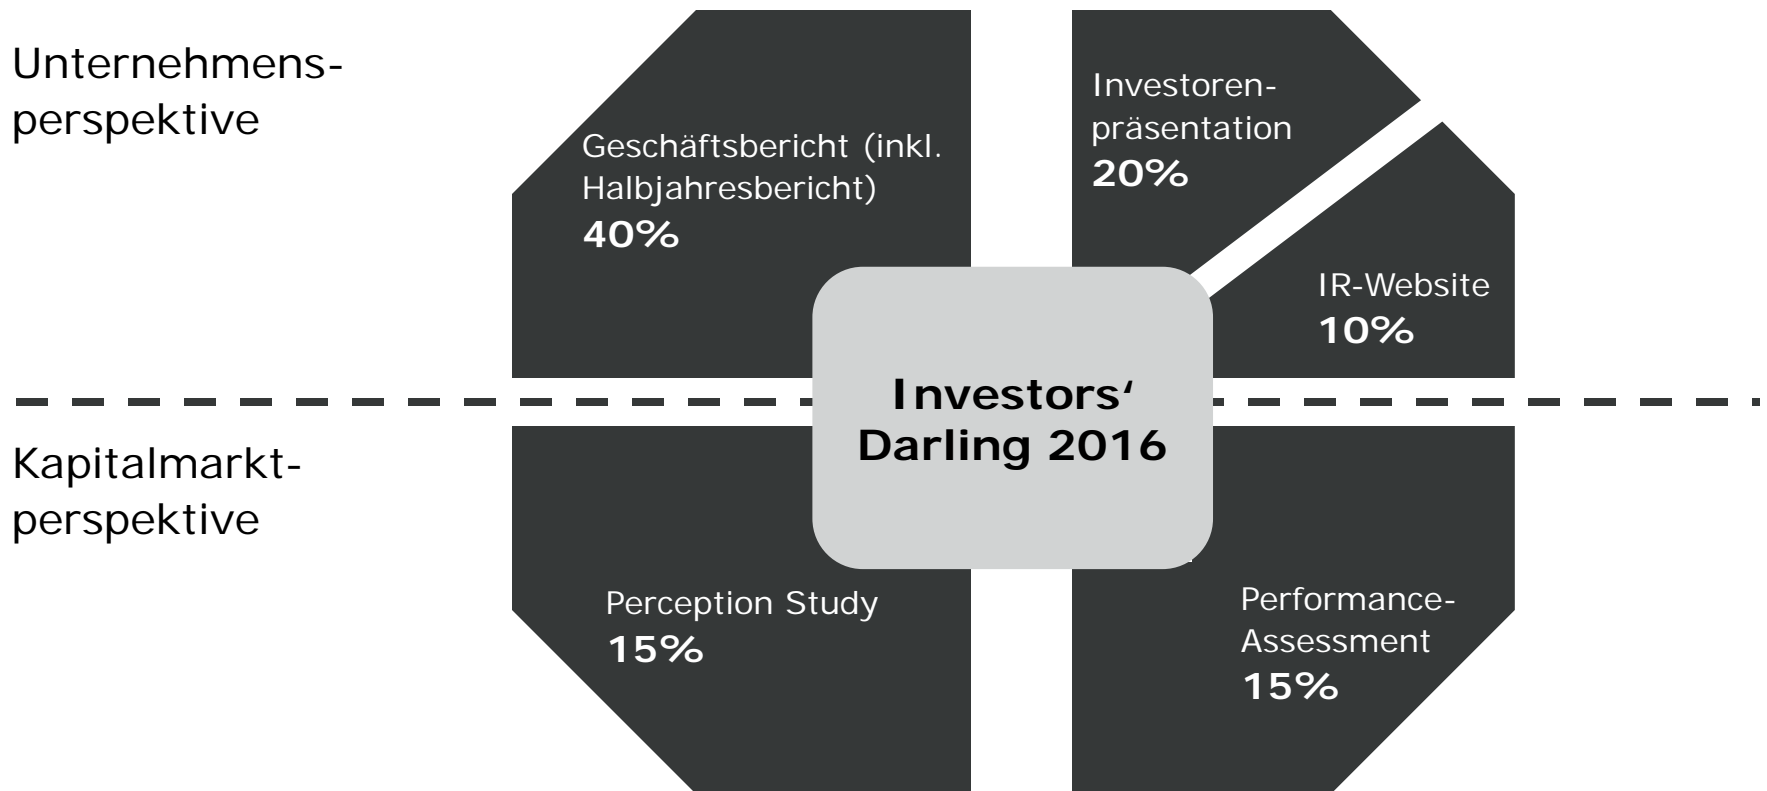 Unternehmens-
perspektive
Geschäftsbericht (inkl.
Halbjahresbericht)
40%
Investoren-
präsentation
20%
IR-Website
10%
Investors‘
Darling 2016
Kapitalmarkt-
perspektive
Perception Study
15%
Performance-
Assessment
15%